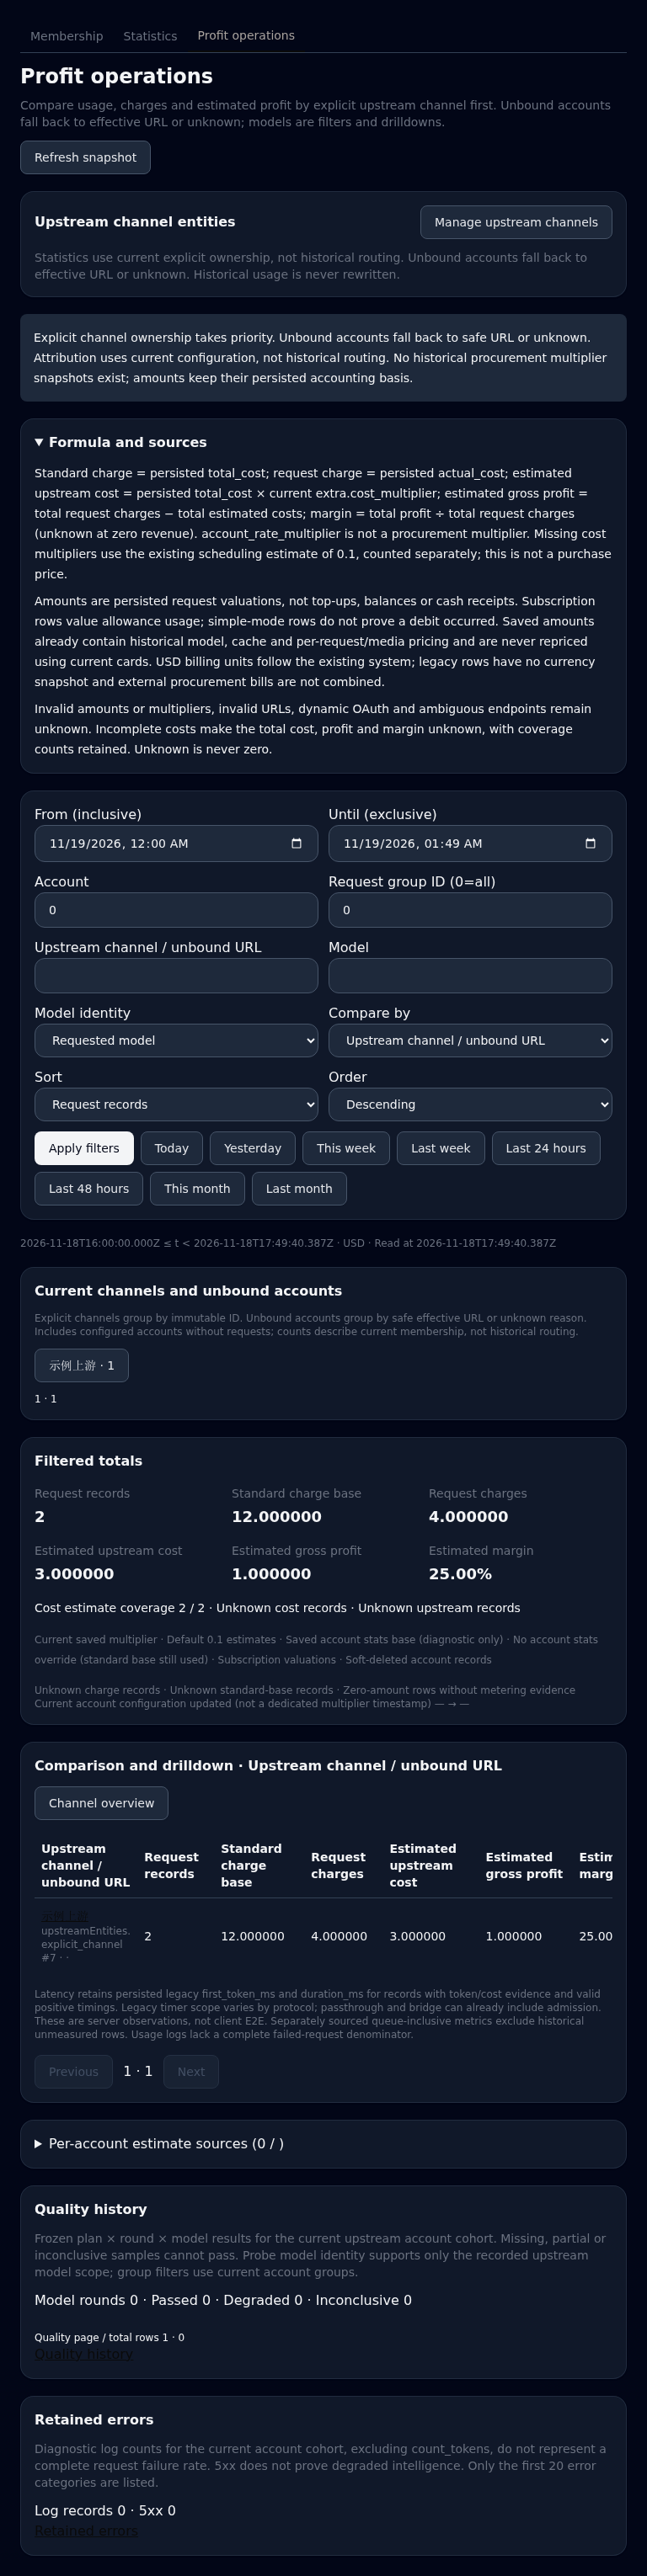 Membership Statistics Profit operations
Profit operations
Compare usage, charges and estimated profit by explicit upstream channel first. Unbound accounts
fall back to effective URL or unknown; models are filters and drilldowns.
Refresh snapshot
Upstream channel entities
Manage upstream channels
Statistics use current explicit ownership, not historical routing. Unbound accounts fall back to
effective URL or unknown. Historical usage is never rewritten.
Explicit channel ownership takes priority. Unbound accounts fall back to safe URL or unknown.
Attribution uses current configuration, not historical routing. No historical procurement multiplier
snapshots exist; amounts keep their persisted accounting basis.
▼ Formula and sources
Standard charge = persisted total_cost; request charge = persisted actual_cost; estimated
upstream cost = persisted total_cost × current extra.cost_multiplier; estimated gross profit =
total request charges − total estimated costs; margin = total profit ÷ total request charges
(unknown at zero revenue). account_rate_multiplier is not a procurement multiplier. Missing cost
multipliers use the existing scheduling estimate of 0.1, counted separately; this is not a purchase
price.
Amounts are persisted request valuations, not top-ups, balances or cash receipts. Subscription
rows value allowance usage; simple-mode rows do not prove a debit occurred. Saved amounts
already contain historical model, cache and per-request/media pricing and are never repriced
using current cards. USD billing units follow the existing system; legacy rows have no currency
snapshot and external procurement bills are not combined.
Invalid amounts or multipliers, invalid URLs, dynamic OAuth and ambiguous endpoints remain
unknown. Incomplete costs make the total cost, profit and margin unknown, with coverage
counts retained. Unknown is never zero.
From (inclusive) Until (exclusive)
11/19/2026, 12:00 AM 11/19/2026, 01:49 AM
Account Request group ID (0=all)
0 0
Upstream channel / unbound URL Model
Model identity Compare by
Requested model Upstream channel / unbound URL
Sort Order
Request records Descending
Apply filters Today Yesterday This week Last week Last 24 hours
Last 48 hours This month Last month
2026-11-18T16:00:00.000Z ≤ t < 2026-11-18T17:49:40.387Z · USD · Read at 2026-11-18T17:49:40.387Z
Current channels and unbound accounts
Explicit channels group by immutable ID. Unbound accounts group by safe effective URL or unknown reason.
Includes configured accounts without requests; counts describe current membership, not historical routing.
示例上游 · 1
1 · 1
Filtered totals
Request records Standard charge base Request charges
2 12.000000 4.000000
Estimated upstream cost Estimated gross profit Estimated margin
3.000000 1.000000 25.00%
Cost estimate coverage 2 / 2 · Unknown cost records · Unknown upstream records
Current saved multiplier · Default 0.1 estimates · Saved account stats base (diagnostic only) · No account stats
override (standard base still used) · Subscription valuations · Soft-deleted account records
Unknown charge records · Unknown standard-base records · Zero-amount rows without metering evidence
Current account configuration updated (not a dedicated multiplier timestamp) — → —
Comparison and drilldown · Upstream channel / unbound URL
Channel overview
Upstream channel / unbound URL Request records Standard charge base Request charges Estimated upstream cost Estimated gross profit Estim marg
示例上游
upstreamEntities.
explicit_channel
#7 · ·
2 12.000000 4.000000 3.000000 1.000000 25.00
Latency retains persisted legacy first_token_ms and duration_ms for records with token/cost evidence and valid
positive timings. Legacy timer scope varies by protocol; passthrough and bridge can already include admission.
These are server observations, not client E2E. Separately sourced queue-inclusive metrics exclude historical
unmeasured rows. Usage logs lack a complete failed-request denominator.
Previous 1 · 1 Next
▶ Per-account estimate sources (0 / )
Quality history
Frozen plan × round × model results for the current upstream account cohort. Missing, partial or
inconclusive samples cannot pass. Probe model identity supports only the recorded upstream
model scope; group filters use current account groups.
Model rounds 0 · Passed 0 · Degraded 0 · Inconclusive 0
Quality page / total rows 1 · 0
Quality history
Retained errors
Diagnostic log counts for the current account cohort, excluding count_tokens, do not represent a
complete request failure rate. 5xx does not prove degraded intelligence. Only the first 20 error
categories are listed.
Log records 0 · 5xx 0
Retained errors